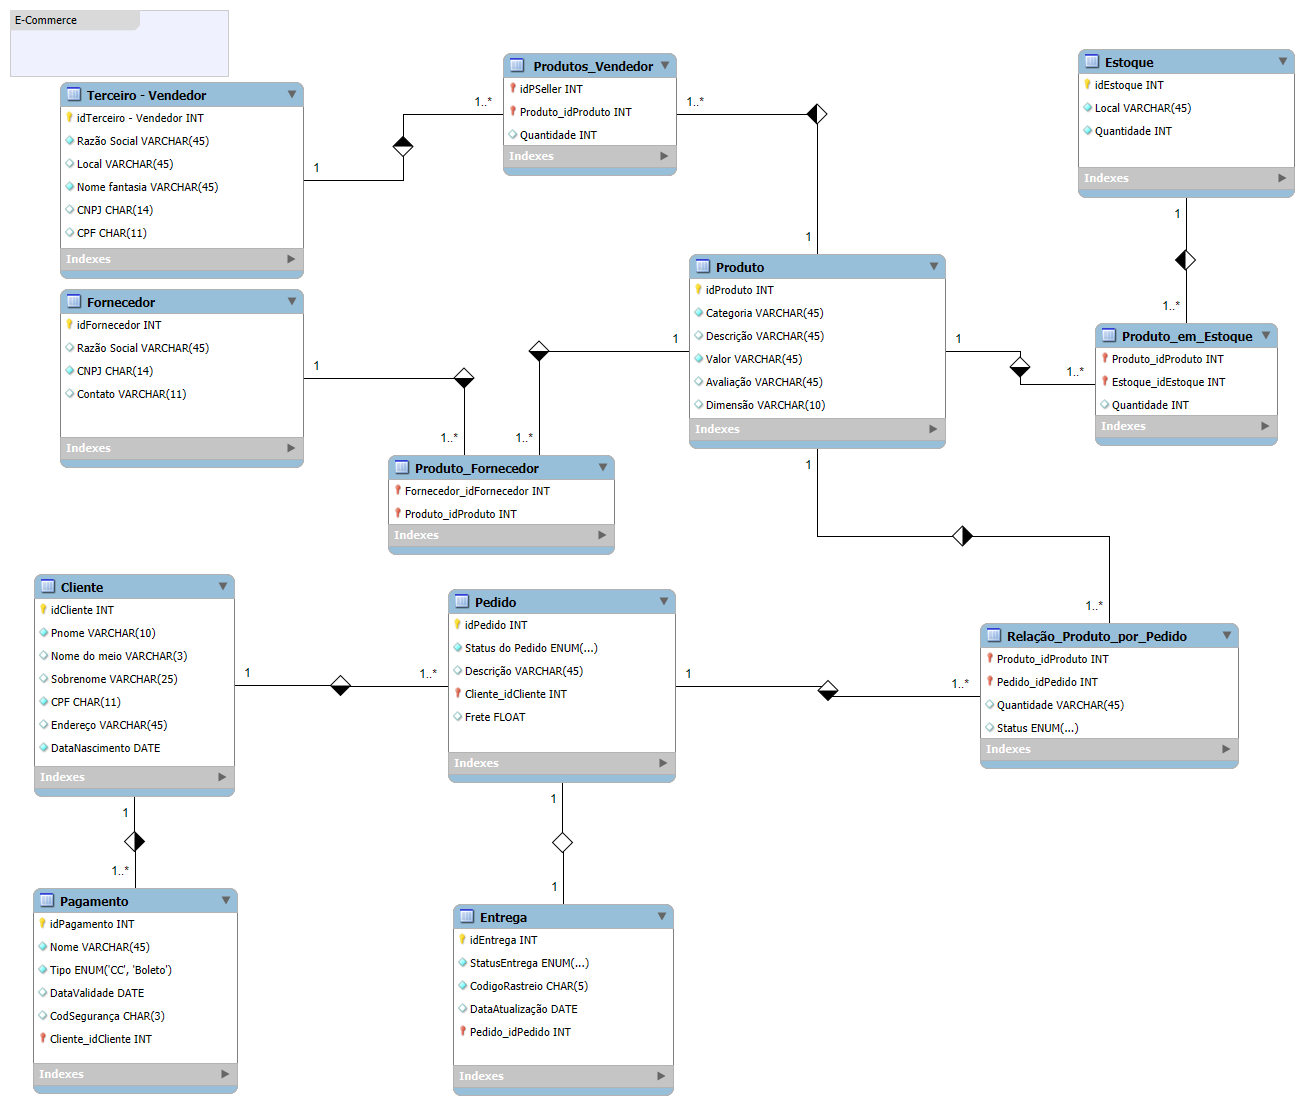 E-Commerce
Terceiro - Vendedor
idTerceiro - Vendedor INT
Razão Social VARCHAR(45)
Local VARCHAR(45)
Nome fantasia VARCHAR(45)
CNPJ CHAR(14)
CPF CHAR(11)
Indexes
1
1..*
Produtos_Vendedor
idPSeller INT
Produto_idProduto INT
Quantidade INT
Indexes
1..*
1
Estoque
idEstoque INT
Local VARCHAR(45)
Quantidade INT
Indexes
1
1..*
Fornecedor
idFornecedor INT
Razão Social VARCHAR(45)
CNPJ CHAR(14)
Contato VARCHAR(11)
Indexes
1
1..*
Produto
idProduto INT
Categoria VARCHAR(45)
Descrição VARCHAR(45)
Valor VARCHAR(45)
Avaliação VARCHAR(45)
Dimensão VARCHAR(10)
Indexes
1
1..*
1
1..*
Produto_em_Estoque
Produto_idProduto INT
Estoque_idEstoque INT
Quantidade INT
Indexes
Produto_Fornecedor
Fornecedor_idFornecedor INT
Produto_idProduto INT
Indexes
1
1..*
Cliente
idCliente INT
Pnome VARCHAR(10)
Nome do meio VARCHAR(3)
Sobrenome VARCHAR(25)
CPF CHAR(11)
Endereço VARCHAR(45)
DataNascimento DATE
Indexes
1
1..*
Pedido
idPedido INT
Status do Pedido ENUM(...)
Descrição VARCHAR(45)
Cliente_idCliente INT
Frete FLOAT
Indexes
1
1..*
Relação_Produto_por_Pedido
Produto_idProduto INT
Pedido_idPedido INT
Quantidade VARCHAR(45)
Status ENUM(...)
Indexes
1
1..*
Pagamento
idPagamento INT
Nome VARCHAR(45)
Tipo ENUM('CC', 'Boleto')
DataValidade DATE
CodSegurança CHAR(3)
Cliente_idCliente INT
Indexes
1
1
Entrega
idEntrega INT
StatusEntrega ENUM(...)
CodigoRastreio CHAR(5)
DataAtualização DATE
Pedido_idPedido INT
Indexes